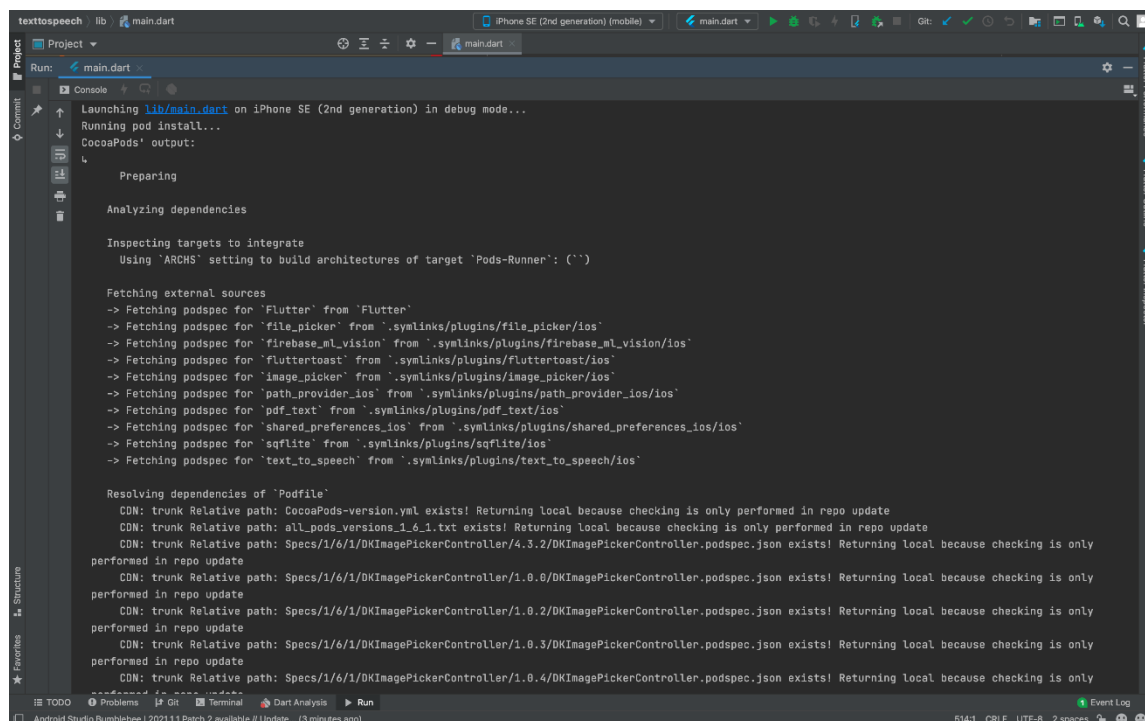 texttospeech lib main.dart
iPhone SE (2nd generation) (mobile)
main.dart
Git:
Project
main.dart
Project
Run: main.dart
Console
Commit
Launching lib/main.dart on iPhone SE (2nd generation) in debug mode...
Running pod install...
CocoaPods' output:
↳
Preparing
Analyzing dependencies
Inspecting targets to integrate
Using `ARCHS` setting to build architectures of target `Pods-Runner`: (``)
Fetching external sources
-> Fetching podspec for `Flutter` from `Flutter`
-> Fetching podspec for `file_picker` from `.symlinks/plugins/file_picker/ios`
-> Fetching podspec for `firebase_ml_vision` from `.symlinks/plugins/firebase_ml_vision/ios`
-> Fetching podspec for `fluttertoast` from `.symlinks/plugins/fluttertoast/ios`
-> Fetching podspec for `image_picker` from `.symlinks/plugins/image_picker/ios`
-> Fetching podspec for `path_provider_ios` from `.symlinks/plugins/path_provider_ios/ios`
-> Fetching podspec for `pdf_text` from `.symlinks/plugins/pdf_text/ios`
-> Fetching podspec for `shared_preferences_ios` from `.symlinks/plugins/shared_preferences_ios/ios`
-> Fetching podspec for `sqflite` from `.symlinks/plugins/sqflite/ios`
-> Fetching podspec for `text_to_speech` from `.symlinks/plugins/text_to_speech/ios`
Resolving dependencies of `Podfile`
CDN: trunk Relative path: CocoaPods-version.yml exists! Returning local because checking is only performed in repo update
CDN: trunk Relative path: all_pods_versions_1_6_1.txt exists! Returning local because checking is only performed in repo update
CDN: trunk Relative path: Specs/1/6/1/DKImagePickerController/4.3.2/DKImagePickerController.podspec.json exists! Returning local because checking is only
performed in repo update
CDN: trunk Relative path: Specs/1/6/1/DKImagePickerController/1.0.0/DKImagePickerController.podspec.json exists! Returning local because checking is only
performed in repo update
CDN: trunk Relative path: Specs/1/6/1/DKImagePickerController/1.0.2/DKImagePickerController.podspec.json exists! Returning local because checking is only
performed in repo update
CDN: trunk Relative path: Specs/1/6/1/DKImagePickerController/1.0.3/DKImagePickerController.podspec.json exists! Returning local because checking is only
performed in repo update
CDN: trunk Relative path: Specs/1/6/1/DKImagePickerController/1.0.4/DKImagePickerController.podspec.json exists! Returning local because checking is only
performed in repo update
Structure
Favorites
TODO Problems Git Terminal Dart Analysis Run
1 Event Log
Android Studio Bumblebee | 2021.1.1 Patch 2 available // Update... (3 minutes ago)
514:1 CRLF UTF-8 2 spaces